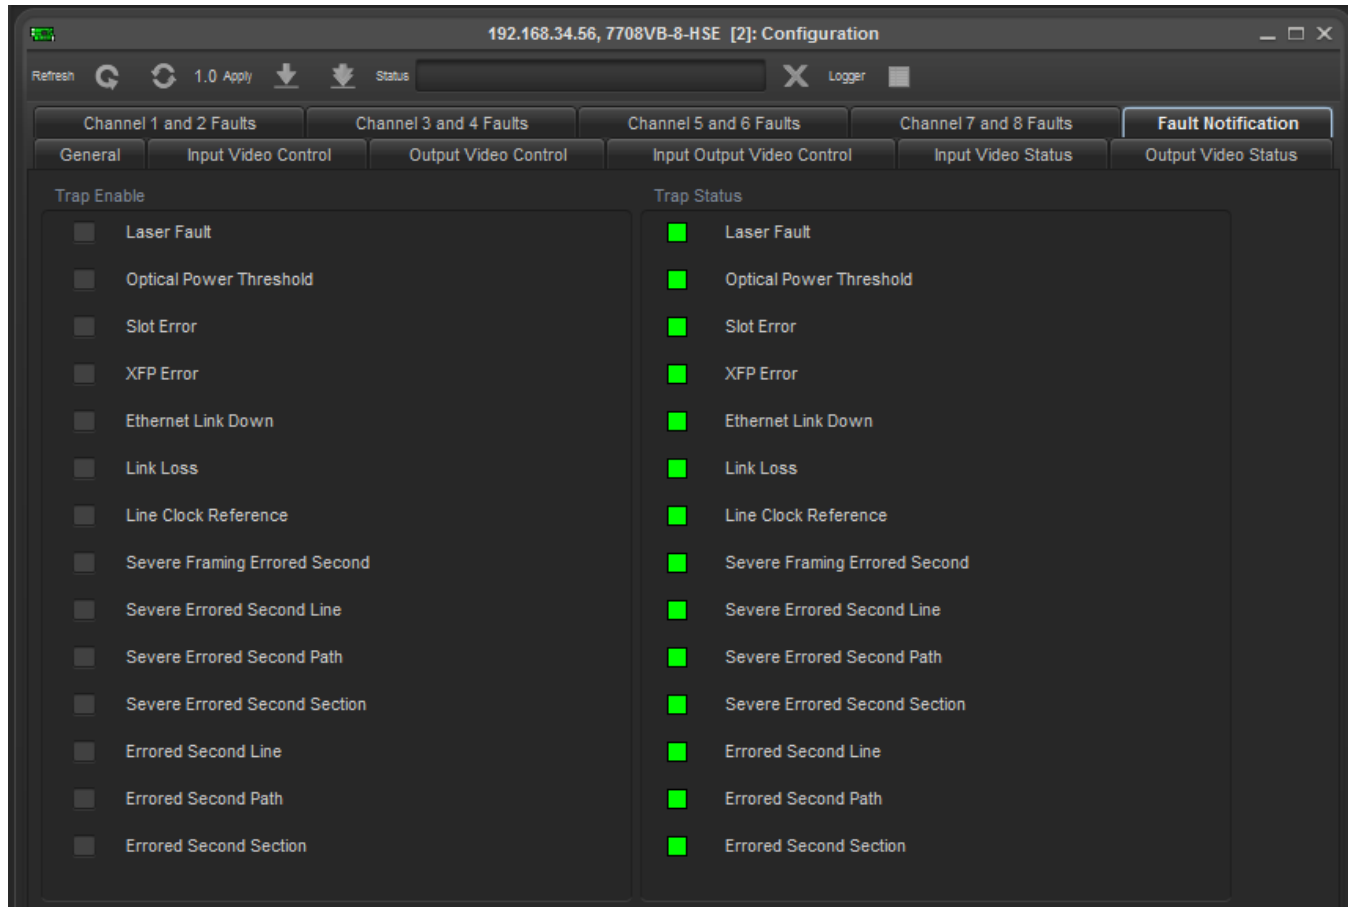 192.168.34.56, 7708VB-8-HSE [2]: Configuration
Refresh 1.0 Apply Status Logger
Channel 1 and 2 Faults Channel 3 and 4 Faults Channel 5 and 6 Faults Channel 7 and 8 Faults Fault Notification
General Input Video Control Output Video Control Input Output Video Control Input Video Status Output Video Status
Trap Enable Trap Status
Laser Fault Laser Fault
Optical Power Threshold Optical Power Threshold
Slot Error Slot Error
XFP Error XFP Error
Ethernet Link Down Ethernet Link Down
Link Loss Link Loss
Line Clock Reference Line Clock Reference
Severe Framing Errored Second Severe Framing Errored Second
Severe Errored Second Line Severe Errored Second Line
Severe Errored Second Path Severe Errored Second Path
Severe Errored Second Section Severe Errored Second Section
Errored Second Line Errored Second Line
Errored Second Path Errored Second Path
Errored Second Section Errored Second Section